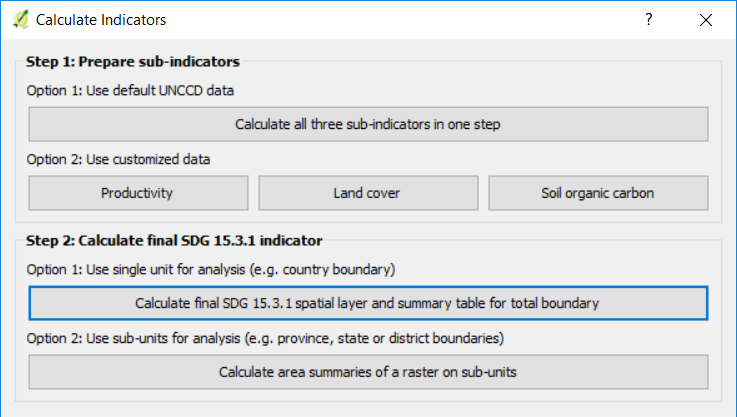 Calculate Indicators ?
Step 1: Prepare sub-indicators
Option 1: Use default UNCCD data
Calculate all three sub-indicators in one step
Option 2: Use customized data
Productivity Land cover Soil organic carbon
Step 2: Calculate final SDG 15.3.1 indicator
Option 1: Use single unit for analysis (e.g. country boundary)
Calculate final SDG 15.3.1 spatial layer and summary table for total boundary
Option 2: Use sub-units for analysis (e.g. province, state or district boundaries)
Calculate area summaries of a raster on sub-units